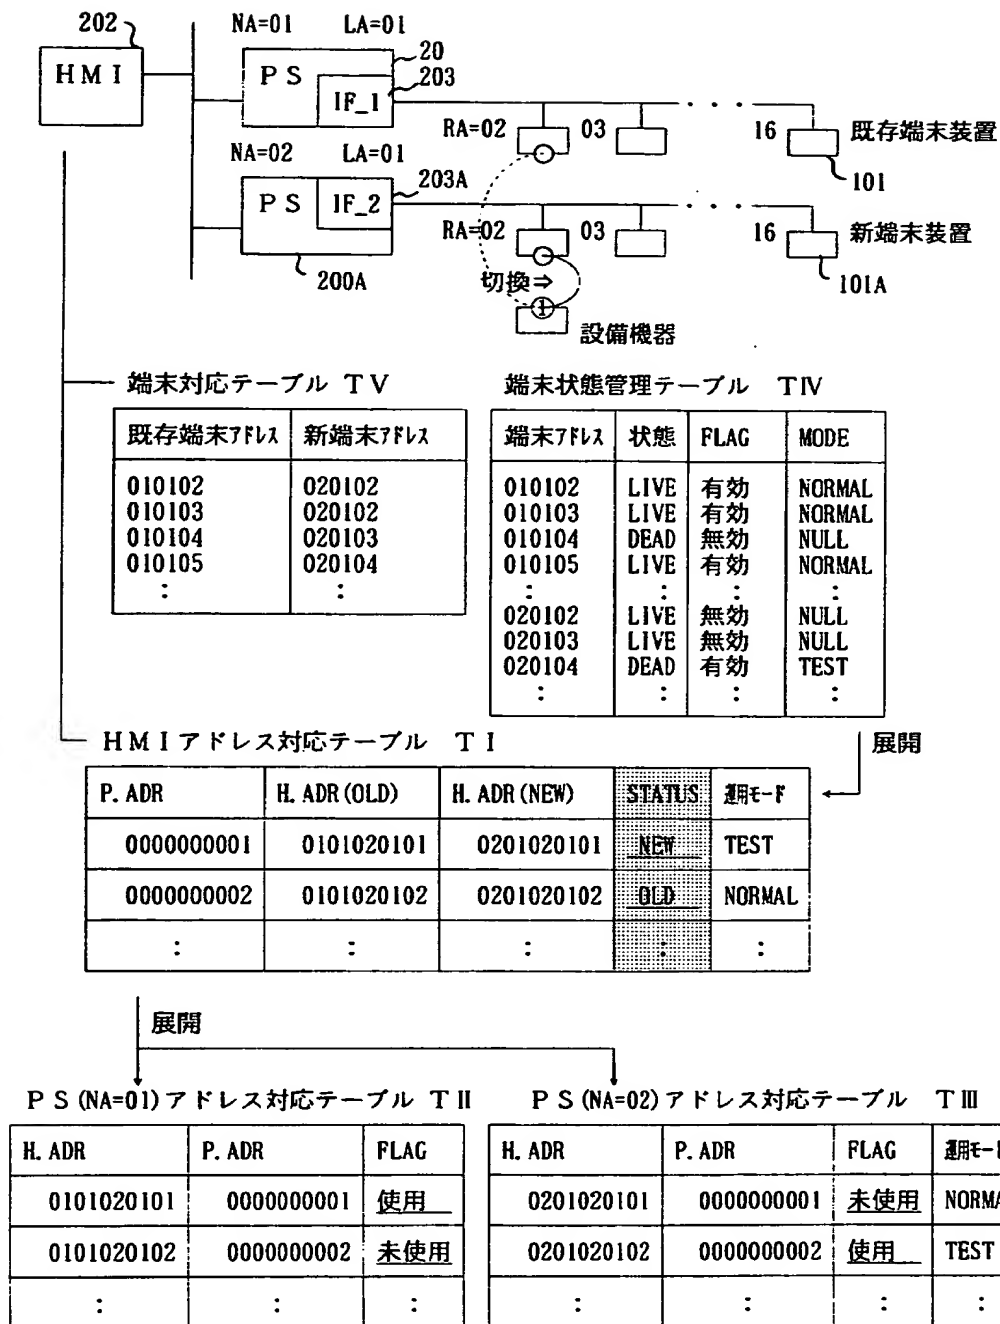 202
NA=01 LA=01
20
HMI
PS
203
IF_1
RA=02
03
16
既存端末装置
101
NA=02 LA=01
203A
PS
IF_2
RA=02
03
16
新端末装置
200A
切換⇒
101A
1
設備機器
端末対応テーブル TV
端末状態管理テーブル TIV
既存端末アドレス 新端末アドレス
010102 020102
010103 020102
010104 020103
010105 020104
: :
端末アドレス 状態 FLAG MODE
010102 LIVE 有効 NORMAL
010103 LIVE 有効 NORMAL
010104 DEAD 無効 NULL
010105 LIVE 有効 NORMAL
: : : :
020102 LIVE 無効 NULL
020103 LIVE 無効 NULL
020104 DEAD 有効 TEST
: : : :
HMIアドレス対応テーブル TI
展開
P.ADR H.ADR(OLD) H.ADR(NEW) STATUS 運用モード
0000000001 0101020101 0201020101 NEW TEST
0000000002 0101020102 0201020102 OLD NORMAL
: : : : :
展開
PS(NA=01)アドレス対応テーブル TII
PS(NA=02)アドレス対応テーブル TIII
H.ADR P.ADR FLAG
0101020101 0000000001 使用
0101020102 0000000002 未使用
: : :
H.ADR P.ADR FLAG 運用モード
0201020101 0000000001 未使用 NORMA
0201020102 0000000002 使用 TEST
: : : :